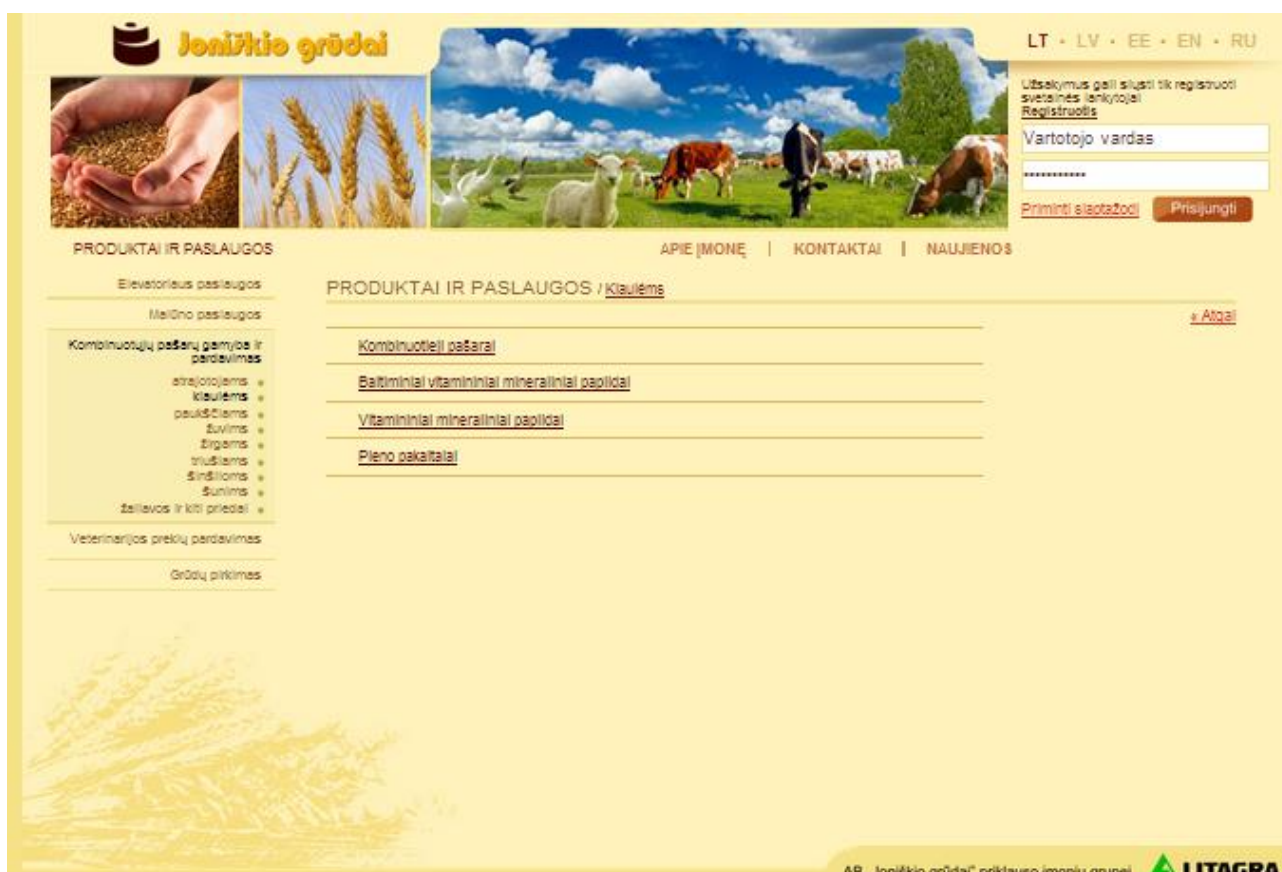 Joniškio grūdai
LT · LV · EE · EN · RU
Užsakymus gali siųsti tik registruoti
svetainės lankytojai
Registruotis
Vartotojo vardas
•••••••••••
Priminti slaptažodį
Prisijungti
PRODUKTAI IR PASLAUGOS
APIE ĮMONĘ | KONTAKTAI | NAUJIENOS
Elevatoriaus paslaugos
Malūno paslaugos
Kombinuotųjų pašarų gamyba ir
pardavimas
atrajotojams
kiaulėms
paukščiams
žuvims
žirgams
triušiams
šinšiloms
šunims
žaliavos ir kiti priedai
Veterinarijos prekių pardavimas
Grūdų pirkimas
PRODUKTAI IR PASLAUGOS / Kiaulėms
« Atgal
Kombinuotieji pašarai
Baltiminiai vitamininiai mineraliniai papildai
Vitamininiai mineraliniai papildai
Pieno pakaitalai
AB „Joniškio grūdai" priklauso įmonių grupei
LITAGRA